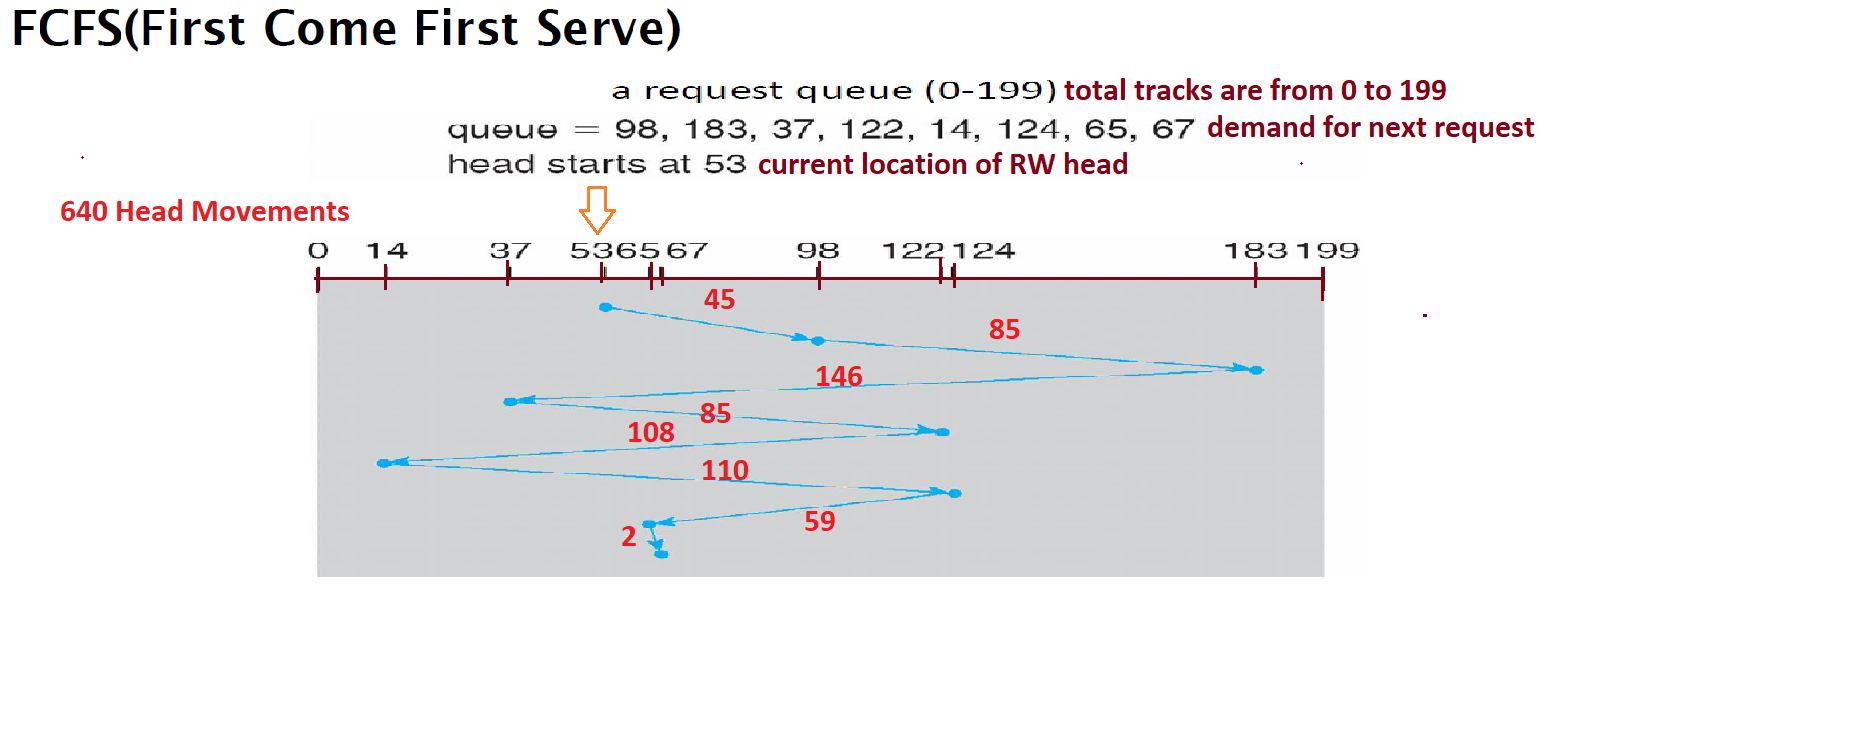 FCFS(First Come First Serve)
a request queue (0-199) total tracks are from 0 to 199
queue = 98, 183, 37, 122, 14, 124, 65, 67 demand for next request
head starts at 53 current location of RW head
640 Head Movements
0 14 37 53 65 67 98 122 124 183 199
45
85
146
85
108
110
59
2